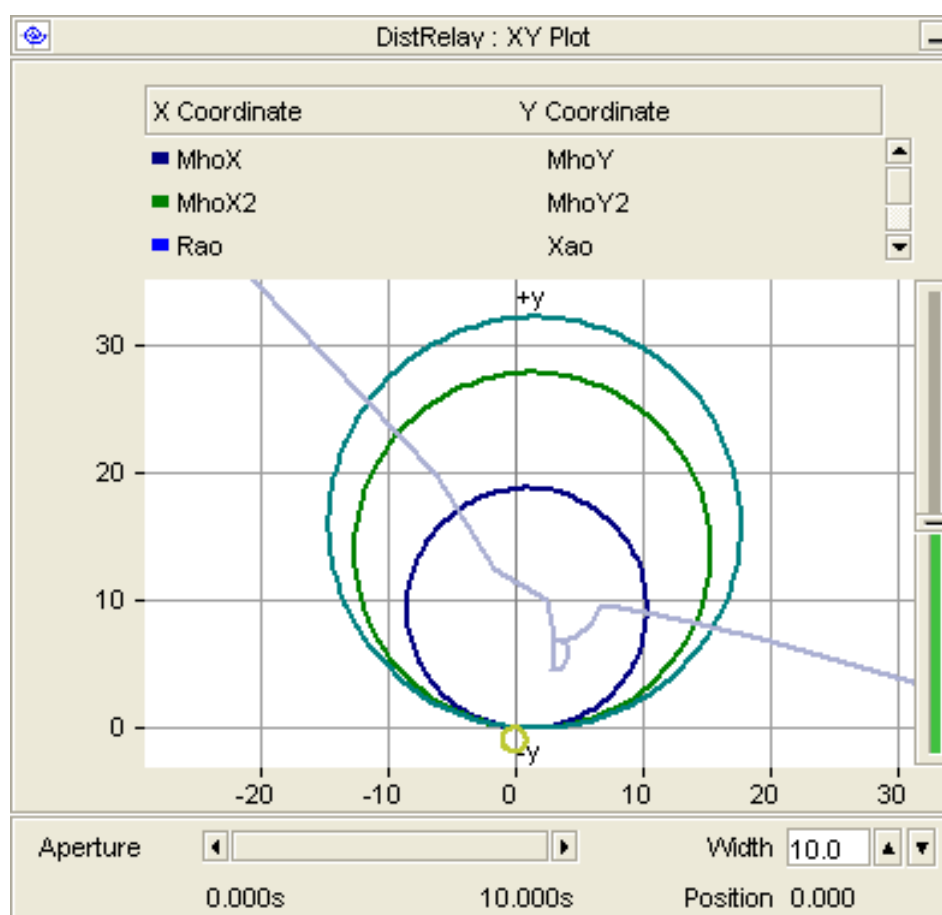 DistRelay : XY Plot
X Coordinate Y Coordinate
MhoX MhoY
MhoX2 MhoY2
Rao Xao
+y
30
20
10
0
-y
-20 -10 0 10 20 30
Aperture Width 10.0
0.000s 10.000s Position 0.000